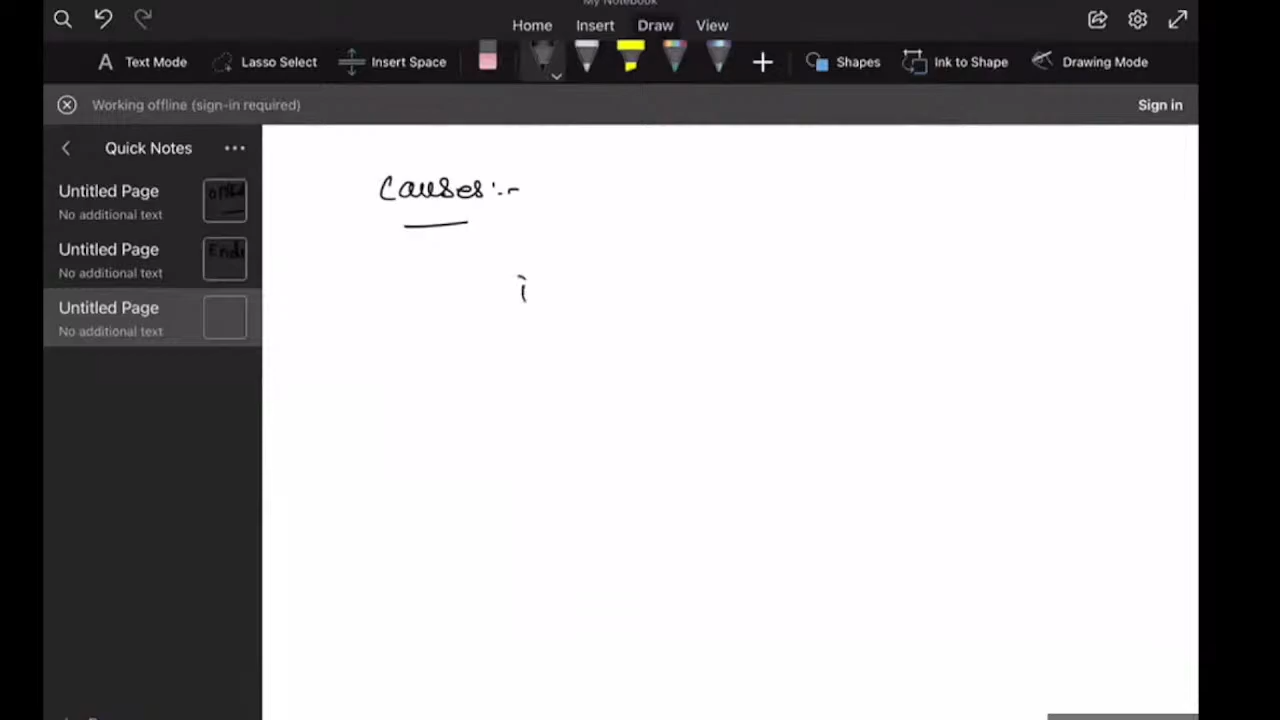 My Notebook
Home Insert Draw View
Text Mode Lasso Select Insert Space Shapes Ink to Shape Drawing Mode
Working offline (sign-in required) Sign in
Quick Notes
Untitled Page
No additional text
Untitled Page
No additional text
Untitled Page
No additional text
Causes:-
i